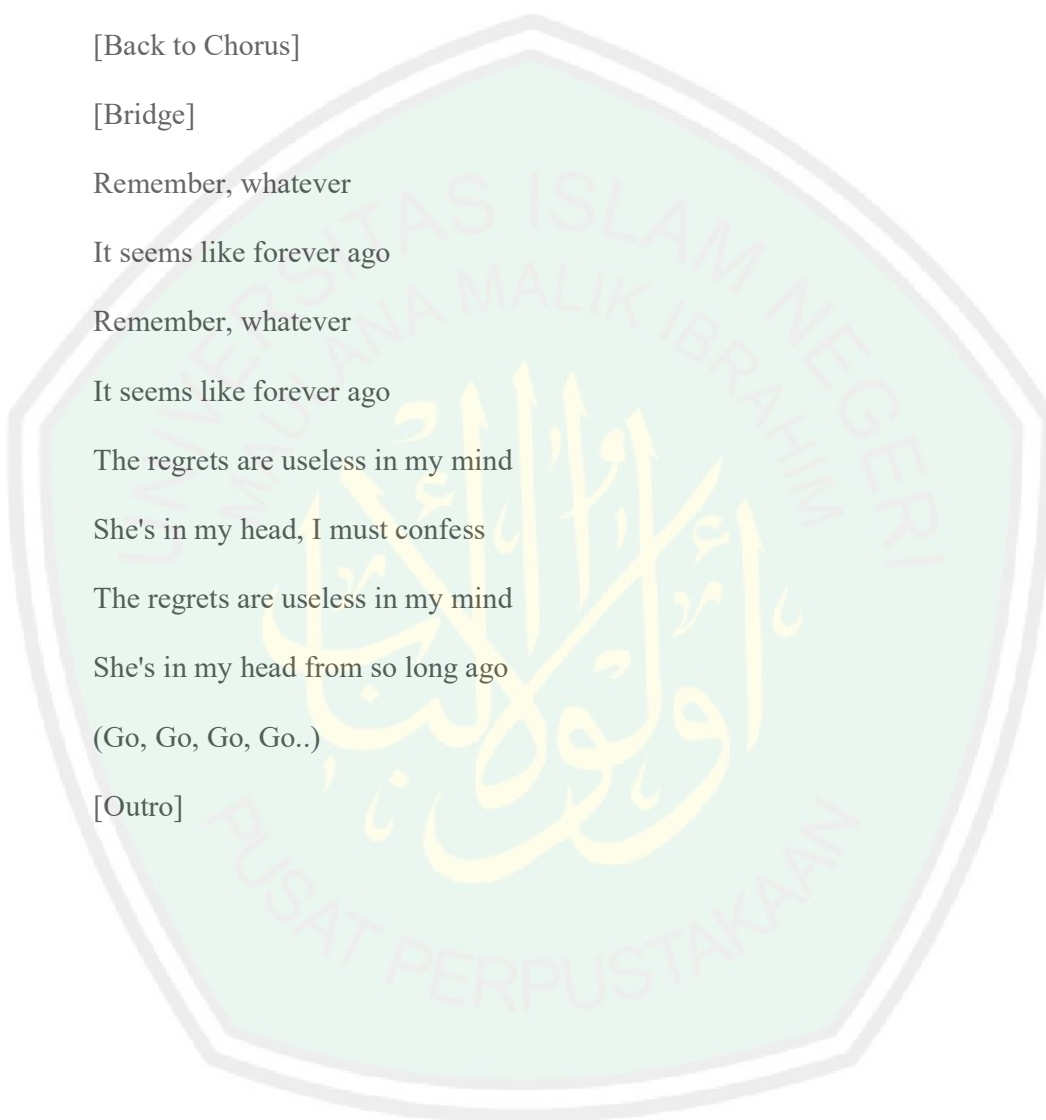 [Back to Chorus]
[Bridge]
Remember, whatever
It seems like forever ago
Remember, whatever
It seems like forever ago
The regrets are useless in my mind
She's in my head, I must confess
The regrets are useless in my mind
She's in my head from so long ago
(Go, Go, Go, Go..)
[Outro]
UNIVERSITAS ISLAM NEGERI
MAULANA MALIK IBRAHIM
أولوا الألباب
PUSAT PERPUSTAKAAN